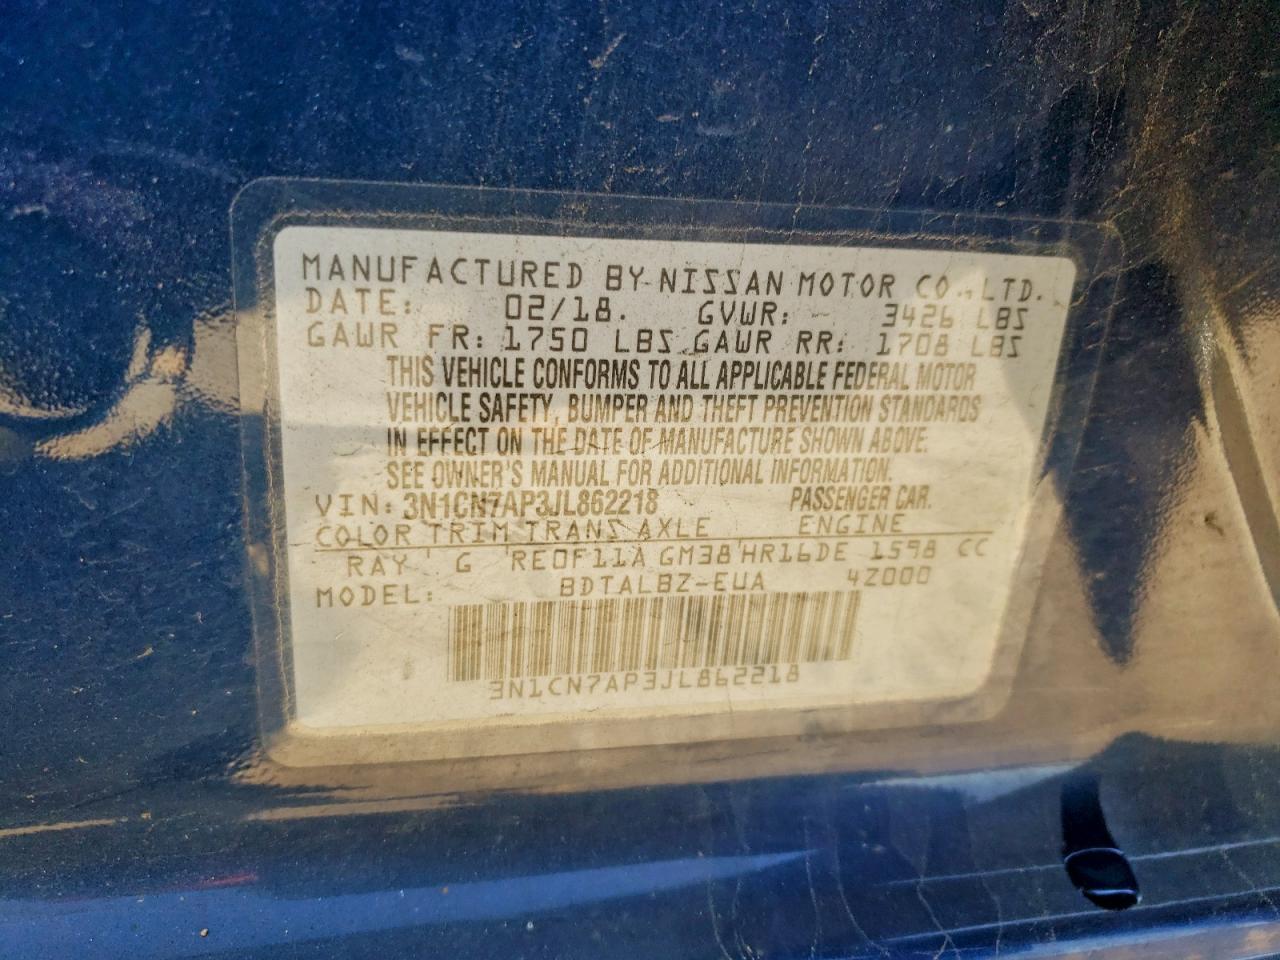 MANUFACTURED BY NISSAN MOTOR CO., LTD.
DATE: 02/18. GVWR: 3426 LBS
GAWR FR: 1750 LBS GAWR RR: 1708 LBS
THIS VEHICLE CONFORMS TO ALL APPLICABLE FEDERAL MOTOR
VEHICLE SAFETY, BUMPER AND THEFT PREVENTION STANDARDS
IN EFFECT ON THE DATE OF MANUFACTURE SHOWN ABOVE.
SEE OWNER'S MANUAL FOR ADDITIONAL INFORMATION.
VIN: 3N1CN7AP3JL862218 PASSENGER CAR.
COLOR TRIM TRANS AXLE ENGINE
RAY G RE0F11A GM38 HR16DE 1598 CC
MODEL: BDTALBZ-EUA 4Z000
3N1CN7AP3JL862218